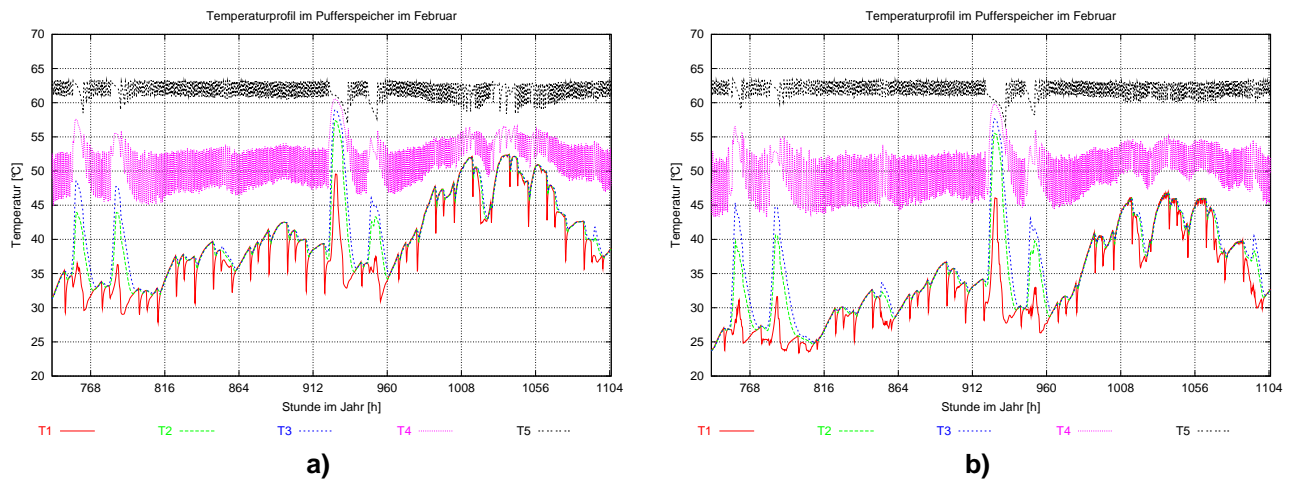 Temperaturprofil im Pufferspeicher im Februar
70
65
60
55
50
45
40
35
30
25
20
Temperatur [ºC]
768 816 864 912 960 1008 1056 1104
Stunde im Jahr [h]
T1 T2 T3 T4 T5
a)
Temperaturprofil im Pufferspeicher im Februar
70
65
60
55
50
45
40
35
30
25
20
Temperatur [ºC]
768 816 864 912 960 1008 1056 1104
Stunde im Jahr [h]
T1 T2 T3 T4 T5
b)